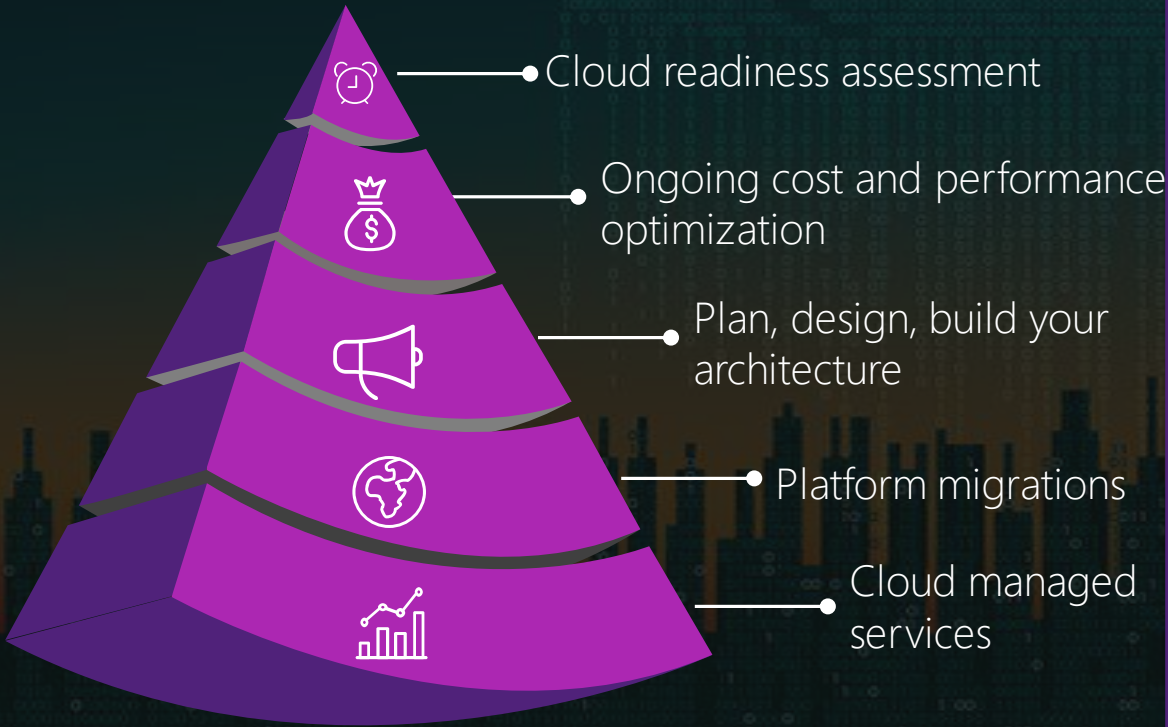 Cloud readiness assessment
Ongoing cost and performance
optimization
$
Plan, design, build your
architecture
Platform migrations
Cloud managed
services